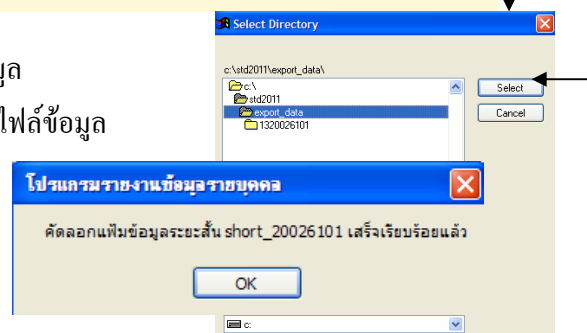 Select Directory
มูล
c:\std2011\export_data\
ไฟล์ข้อมูล
c:\
std2011
export_data
1320026101
Select
Cancel
โปรแกรมรายงานข้อมูลรายบุคคล
คัดลอกแฟ้มข้อมูลระยะสั้น short_20026101 เสร็จเรียบร้อยแล้ว
OK
c: